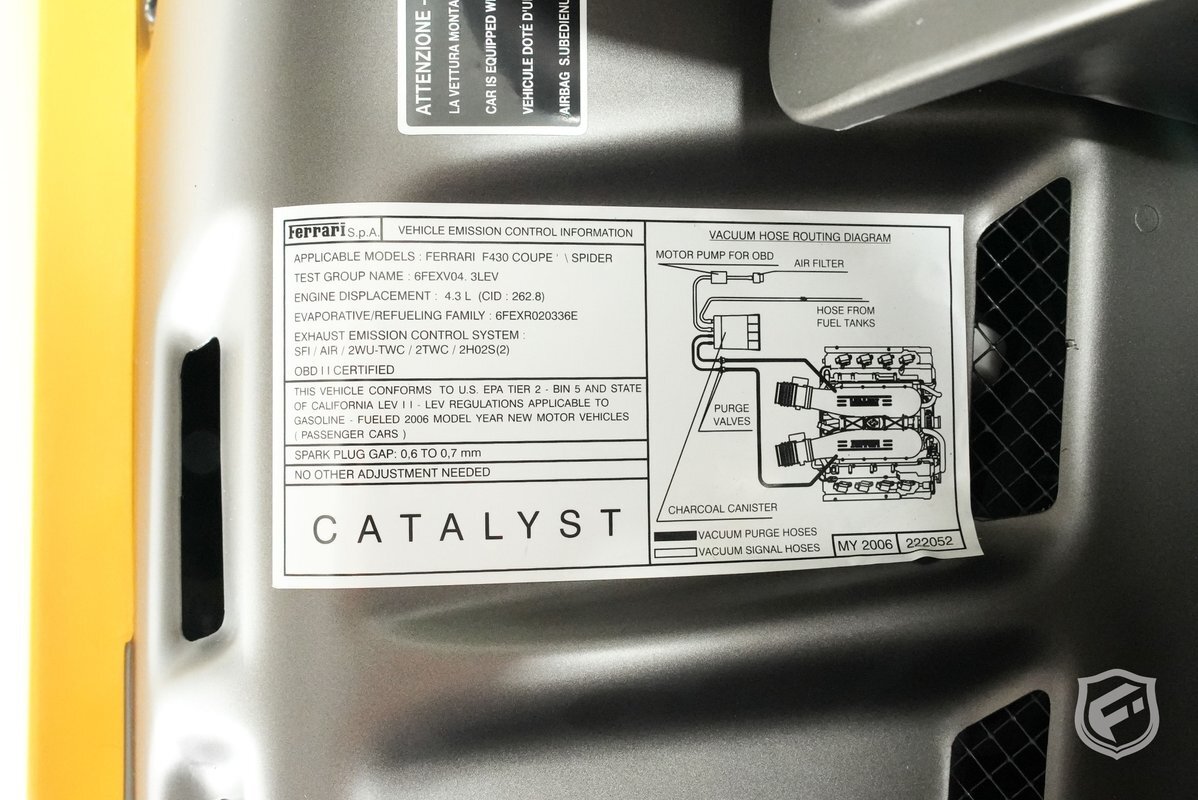 ATTENZIONE -
LA VETTURA MONTA
CAR IS EQUIPPED
VEHICULE DOTÉ
AIRBAG
Ferrari S.p.A.
VEHICLE EMISSION CONTROL INFORMATION
APPLICABLE MODELS : FERRARI F430 COUPE ' \ SPIDER
TEST GROUP NAME : 6FEXV04. 3LEV
ENGINE DISPLACEMENT : 4.3 L (CID : 262.8)
EVAPORATIVE/REFUELING FAMILY : 6FEXR020336E
EXHAUST EMISSION CONTROL SYSTEM :
SFI / AIR / 2WU-TWC / 2TWC / 2H02S(2)
OBD I I CERTIFIED
THIS VEHICLE CONFORMS TO U.S. EPA TIER 2 - BIN 5 AND STATE
OF CALIFORNIA LEV I I - LEV REGULATIONS APPLICABLE TO
GASOLINE - FUELED 2006 MODEL YEAR NEW MOTOR VEHICLES
( PASSENGER CARS )
SPARK PLUG GAP: 0,6 TO 0,7 mm
NO OTHER ADJUSTMENT NEEDED
CATALYST
VACUUM HOSE ROUTING DIAGRAM
MOTOR PUMP FOR OBD
AIR FILTER
HOSE FROM
FUEL TANKS
PURGE
VALVES
CHARCOAL CANISTER
VACUUM PURGE HOSES
VACUUM SIGNAL HOSES
MY 2006
222052